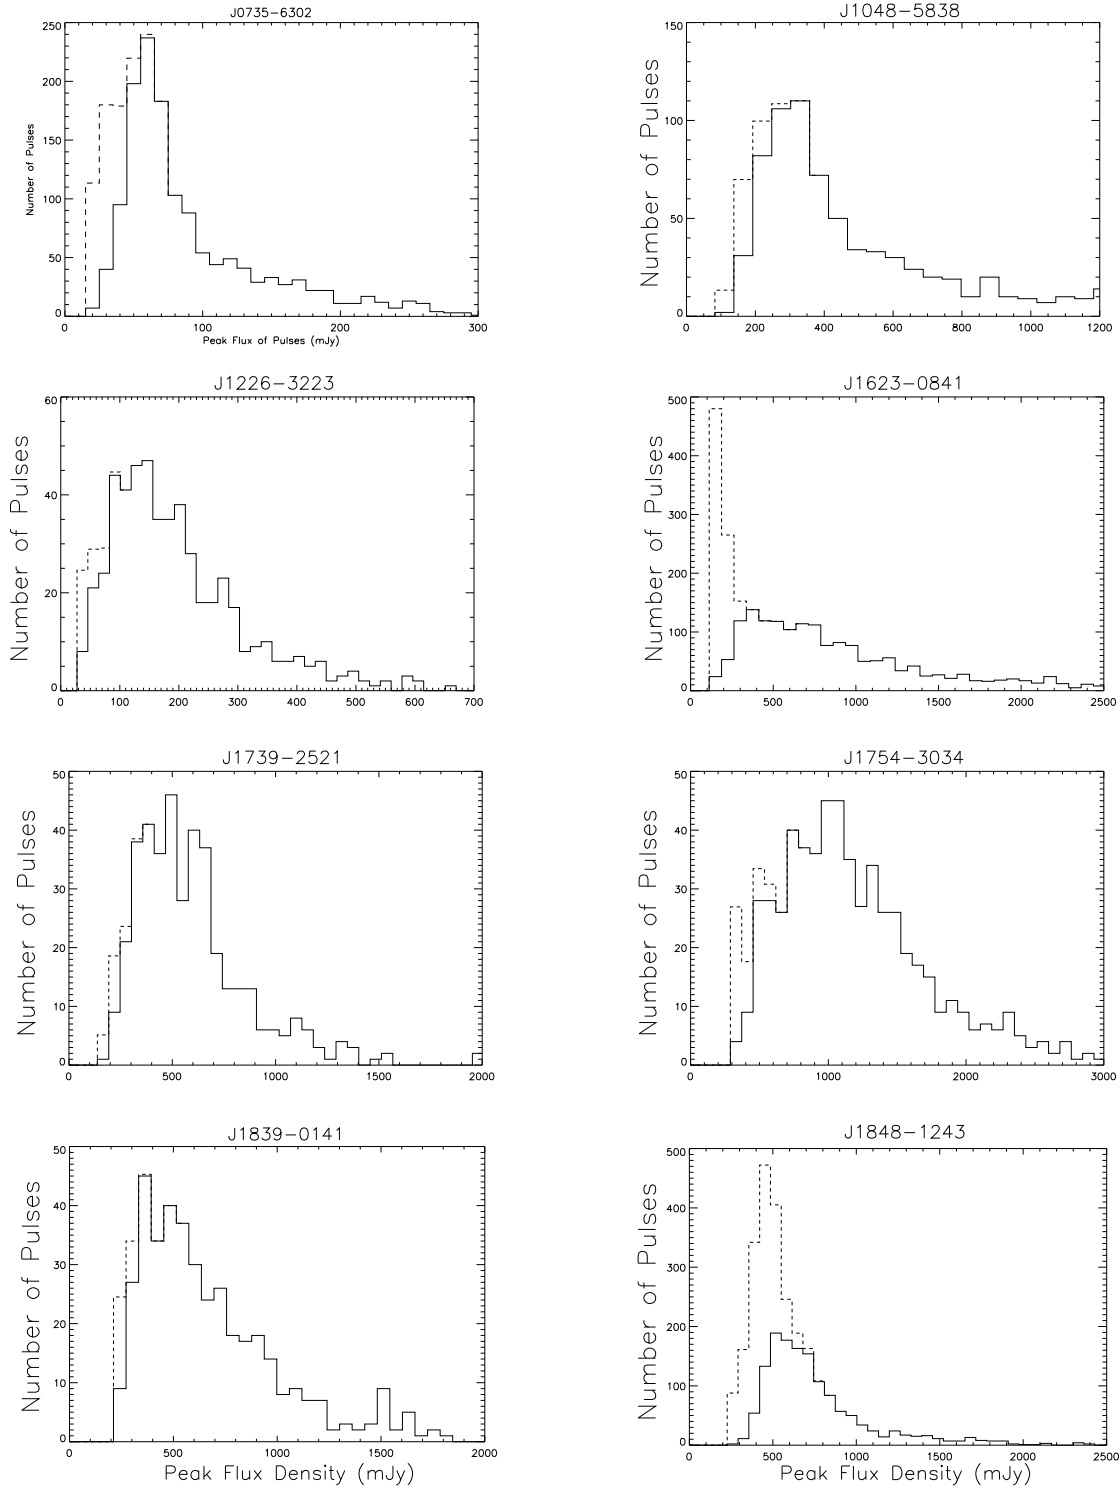 J0735−6302
Number of Pulses
250
200
150
100
50
0
0 100 200 300
Peak Flux of Pulses (mJy)
J1048−5838
Number of Pulses
150
100
50
0
0 200 400 600 800 1000 1200
J1226−3223
Number of Pulses
60
40
20
0
0 100 200 300 400 500 600 700
J1623−0841
Number of Pulses
500
400
300
200
100
0
0 500 1000 1500 2000 2500
J1739−2521
Number of Pulses
50
40
30
20
10
0
0 500 1000 1500 2000
J1754−3034
Number of Pulses
50
40
30
20
10
0
0 1000 2000 3000
J1839−0141
Number of Pulses
50
40
30
20
10
0
0 500 1000 1500 2000
Peak Flux Density (mJy)
J1848−1243
Number of Pulses
500
400
300
200
100
0
0 500 1000 1500 2000 2500
Peak Flux Density (mJy)